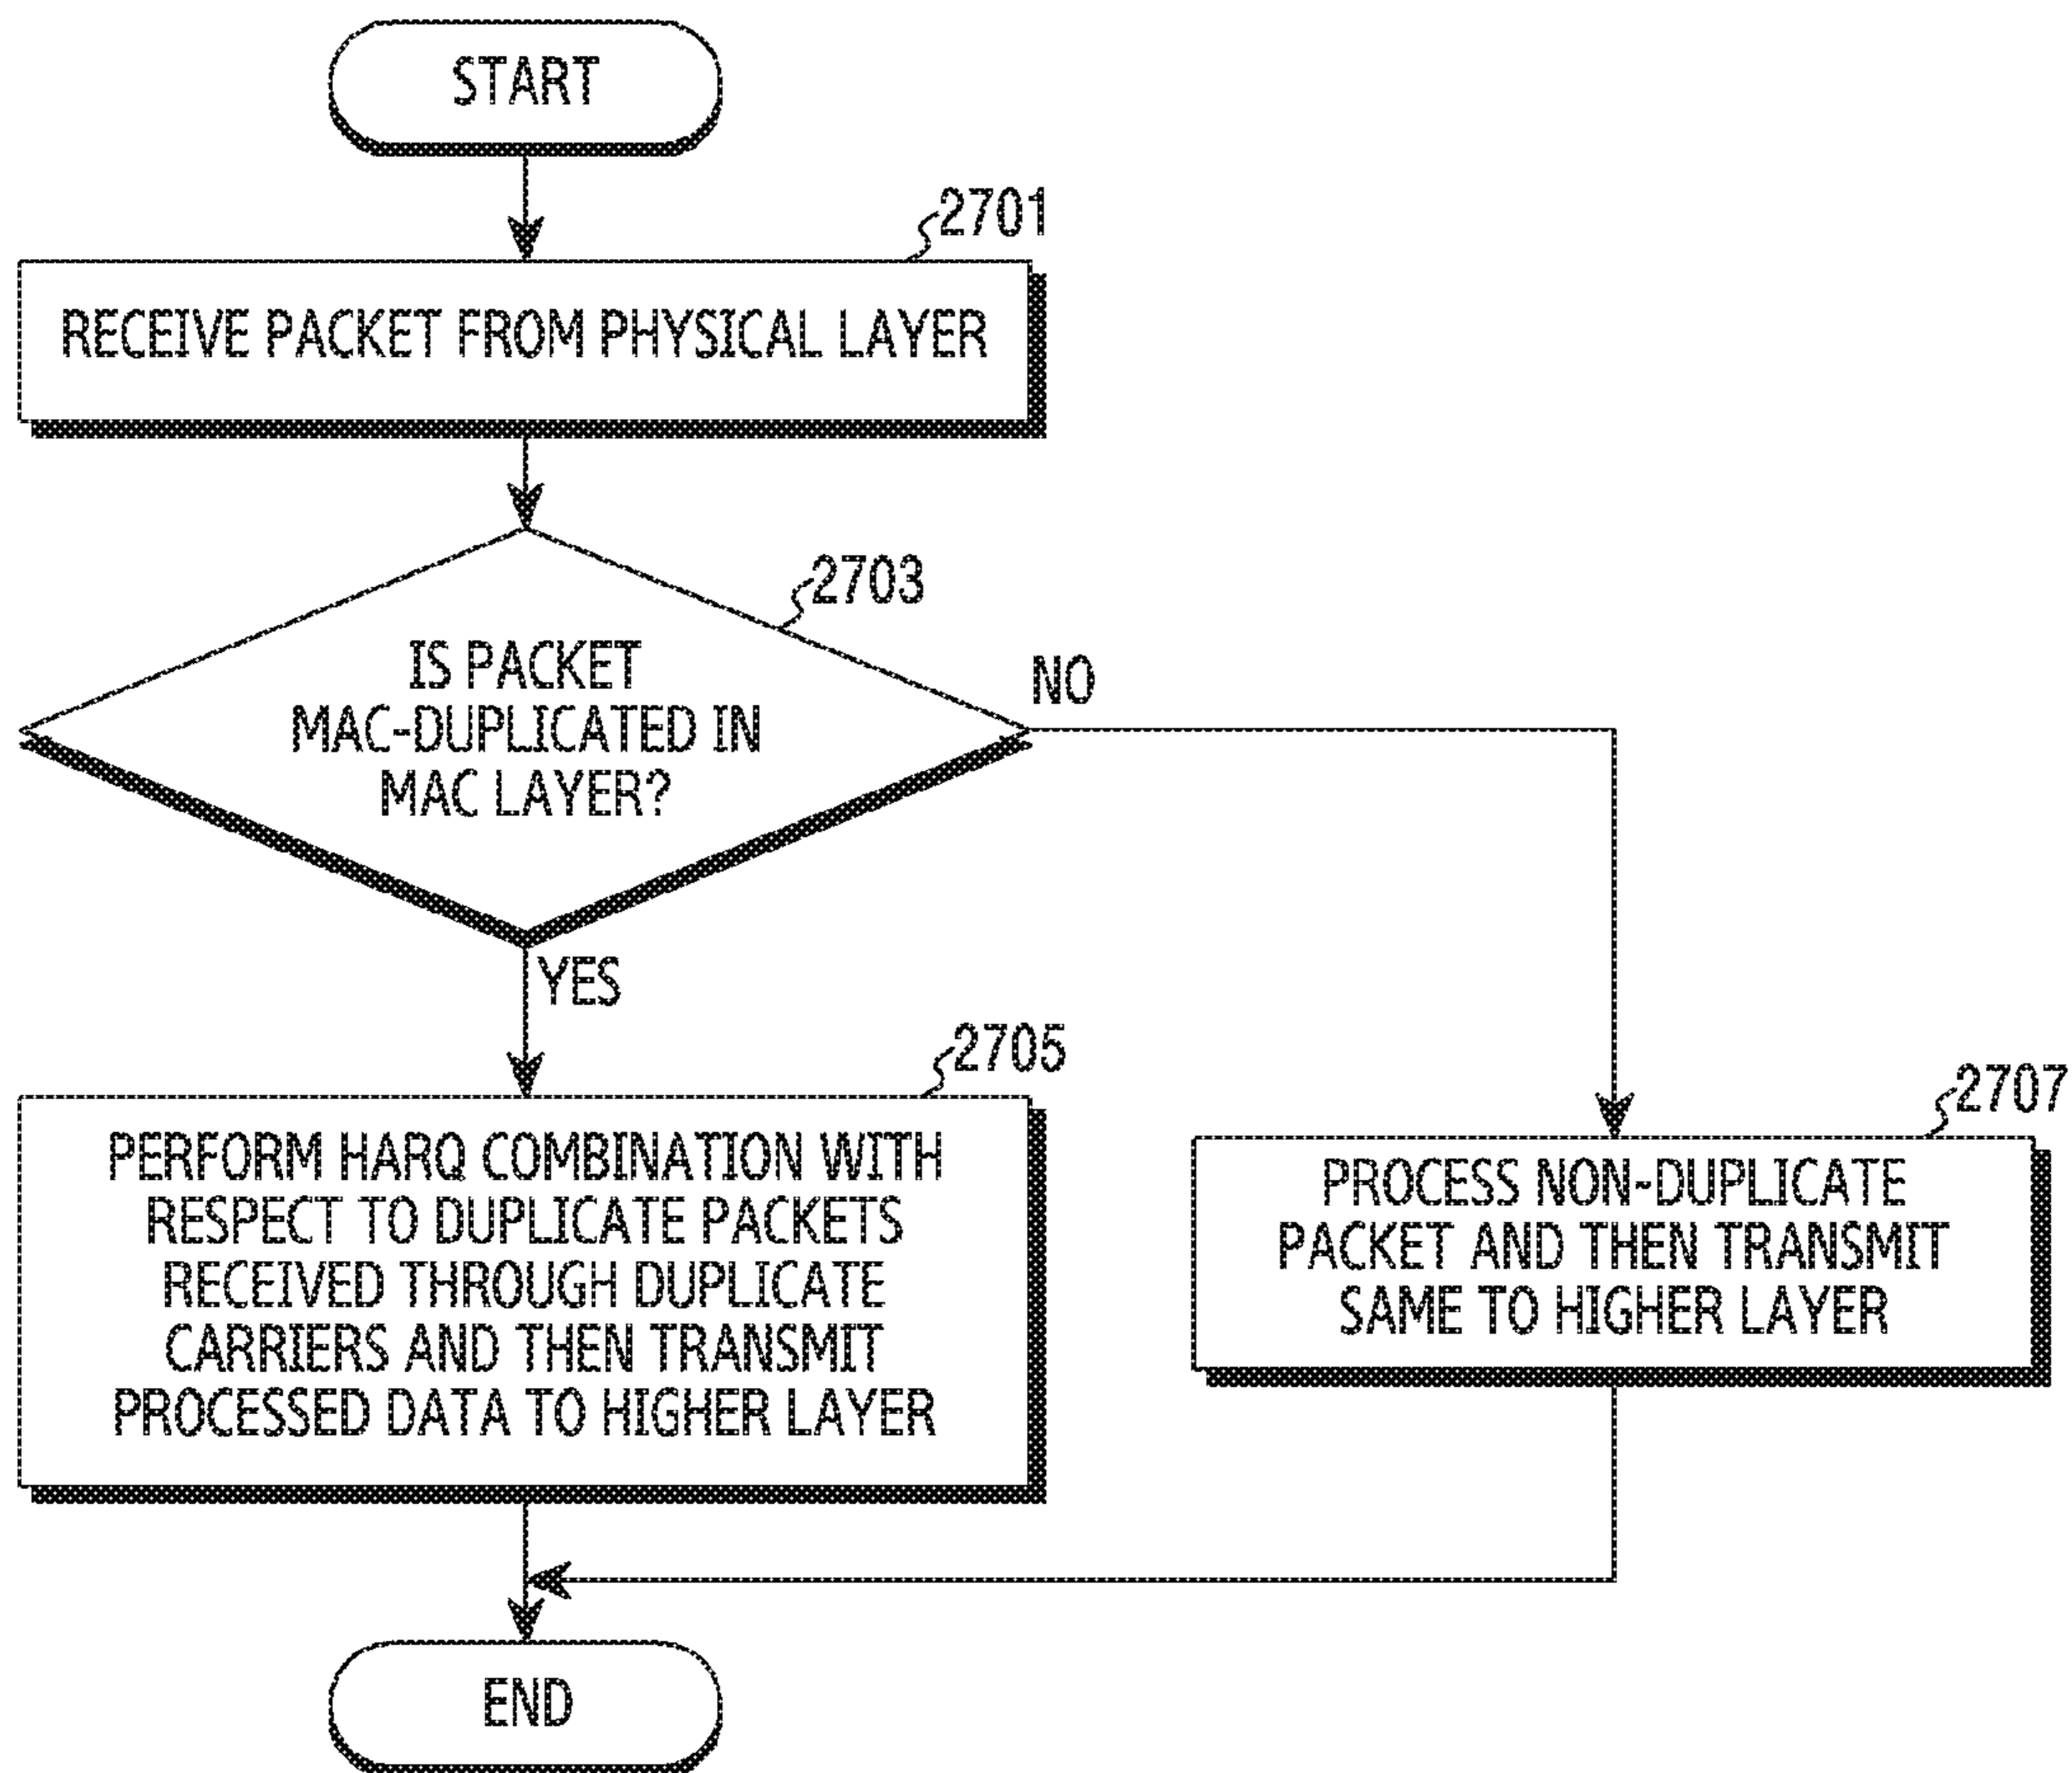 START
2701
RECEIVE PACKET FROM PHYSICAL LAYER
2703
IS PACKET
MAC-DUPLICATED IN
MAC LAYER?
NO
YES
2705
PERFORM HARQ COMBINATION WITH
RESPECT TO DUPLICATE PACKETS
RECEIVED THROUGH DUPLICATE
CARRIERS AND THEN TRANSMIT
PROCESSED DATA TO HIGHER LAYER
2707
PROCESS NON-DUPLICATE
PACKET AND THEN TRANSMIT
SAME TO HIGHER LAYER
END